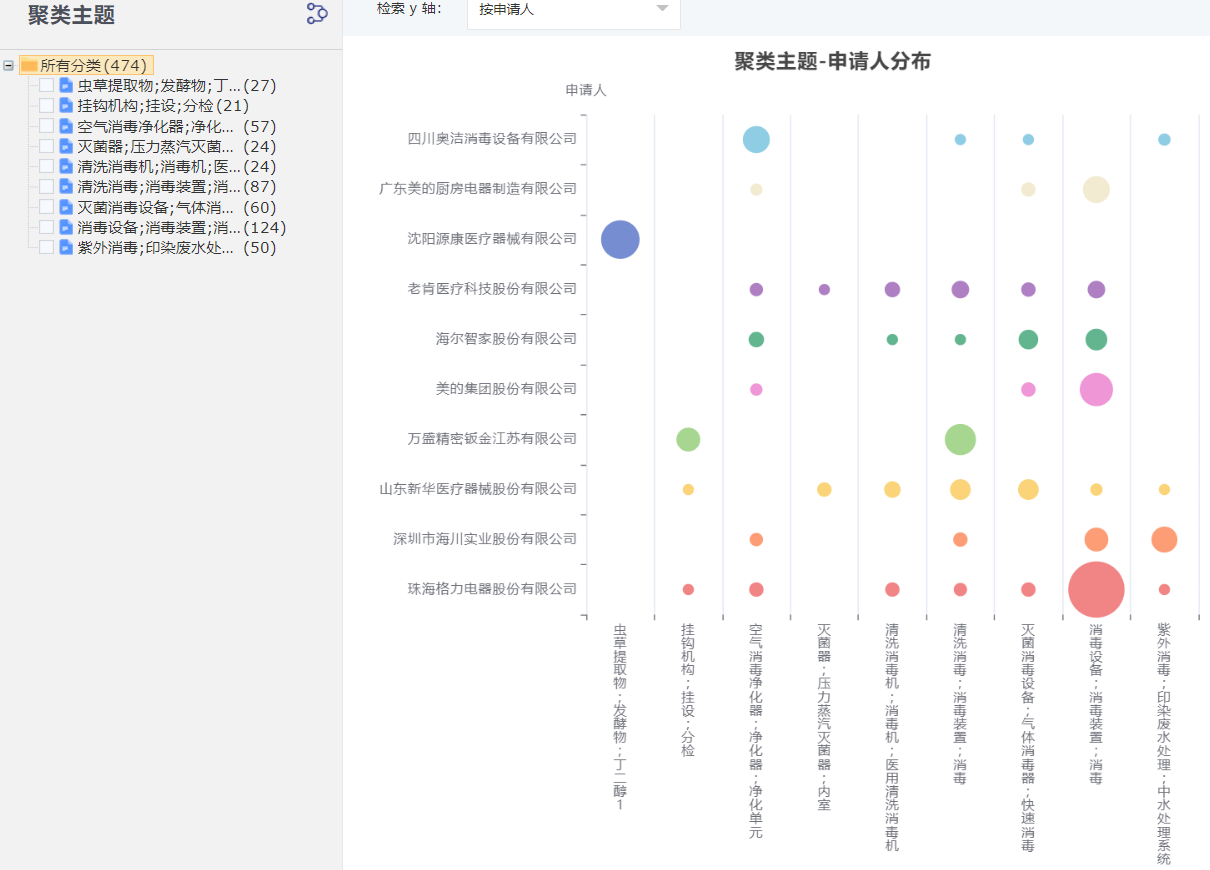 聚类主题
检索 y 轴:
按申请人
所有分类(474)
虫草提取物;发酵物;丁...(27)
挂钩机构;挂设;分检(21)
空气消毒净化器;净化... (57)
灭菌器;压力蒸汽灭菌... (24)
清洗消毒机;消毒机;医...(24)
清洗消毒;消毒装置;消...(87)
灭菌消毒设备;气体消... (60)
消毒设备;消毒装置;消...(124)
紫外消毒;印染废水处... (50)
聚类主题-申请人分布
申请人
四川奥洁消毒设备有限公司
广东美的厨房电器制造有限公司
沈阳源康医疗器械有限公司
老肯医疗科技股份有限公司
海尔智家股份有限公司
美的集团股份有限公司
万盛精密钣金江苏有限公司
山东新华医疗器械股份有限公司
深圳市海川实业股份有限公司
珠海格力电器股份有限公司
虫草提取物;发酵物;丁二醇1
挂钩机构;挂设;分检
空气消毒净化器;净化器;净化单元
灭菌器;压力蒸汽灭菌器;内室
清洗消毒机;消毒机;医用清洗消毒机
清洗消毒;消毒装置;消毒
灭菌消毒设备;气体消毒器;快速消毒
消毒设备;消毒装置;消毒
紫外消毒;印染废水处理;中水处理系统